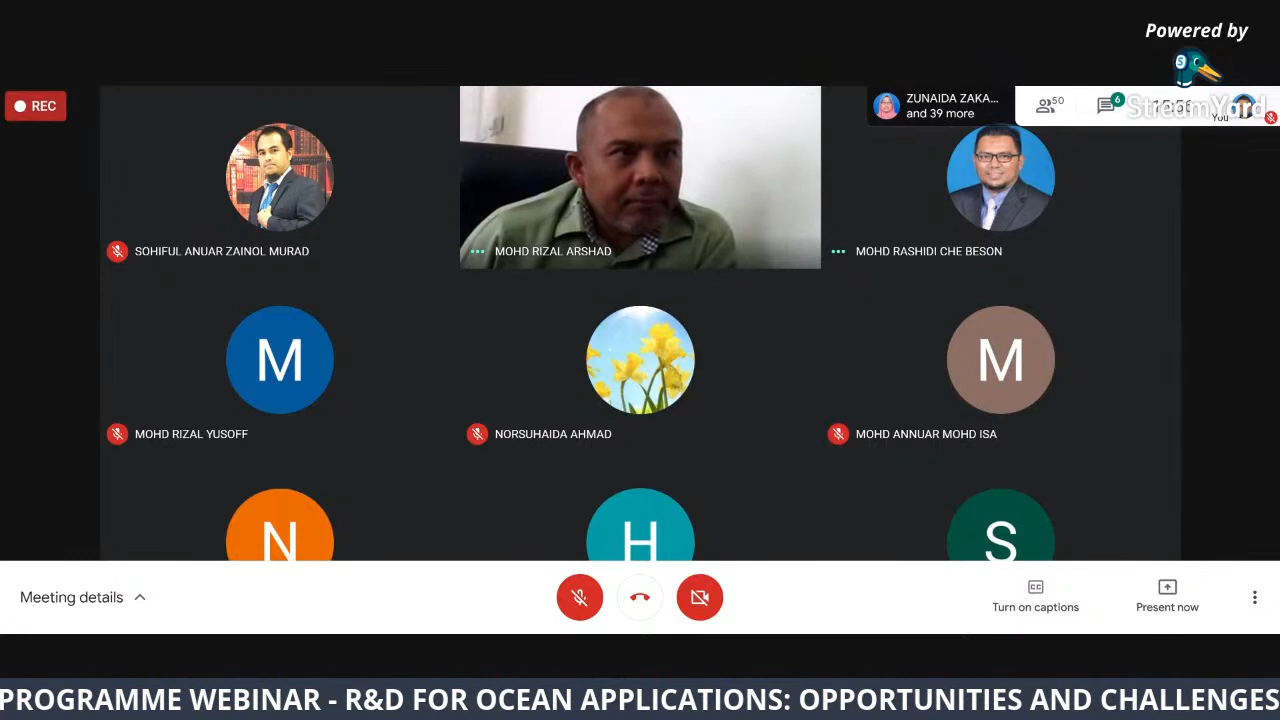 Powered by
S
REC
ZUNAIDA ZAKA...
and 39 more
50
6
StreamYard
You
SOHIFUL ANUAR ZAINOL MURAD
MOHD RIZAL ARSHAD
MOHD RASHIDI CHE BESON
M
M
MOHD RIZAL YUSOFF
NORSUHAIDA AHMAD
MOHD ANNUAR MOHD ISA
N
H
S
Meeting details
CC
Turn on captions
Present now
PROGRAMME WEBINAR - R&D FOR OCEAN APPLICATIONS: OPPORTUNITIES AND CHALLENGES